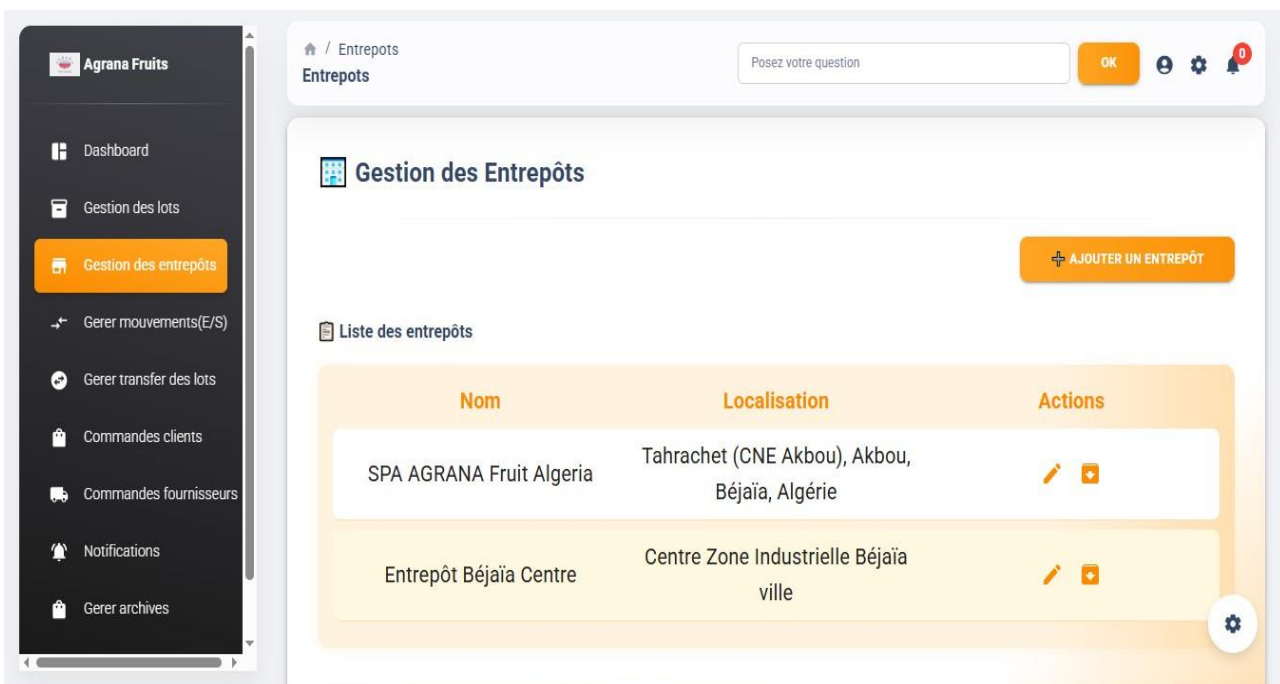 Agrana Fruits
Dashboard
Gestion des lots
Gestion des entrepôts
Gerer mouvements(E/S)
Gerer transfer des lots
Commandes clients
Commandes fournisseurs
Notifications
Gerer archives
/ Entrepots
Entrepots
Posez votre question
OK
0
Gestion des Entrepôts
AJOUTER UN ENTREPÔT
Liste des entrepôts
Nom Localisation Actions
SPA AGRANA Fruit Algeria
Tahrachet (CNE Akbou), Akbou,
Béjaïa, Algérie
Entrepôt Béjaïa Centre
Centre Zone Industrielle Béjaïa
ville